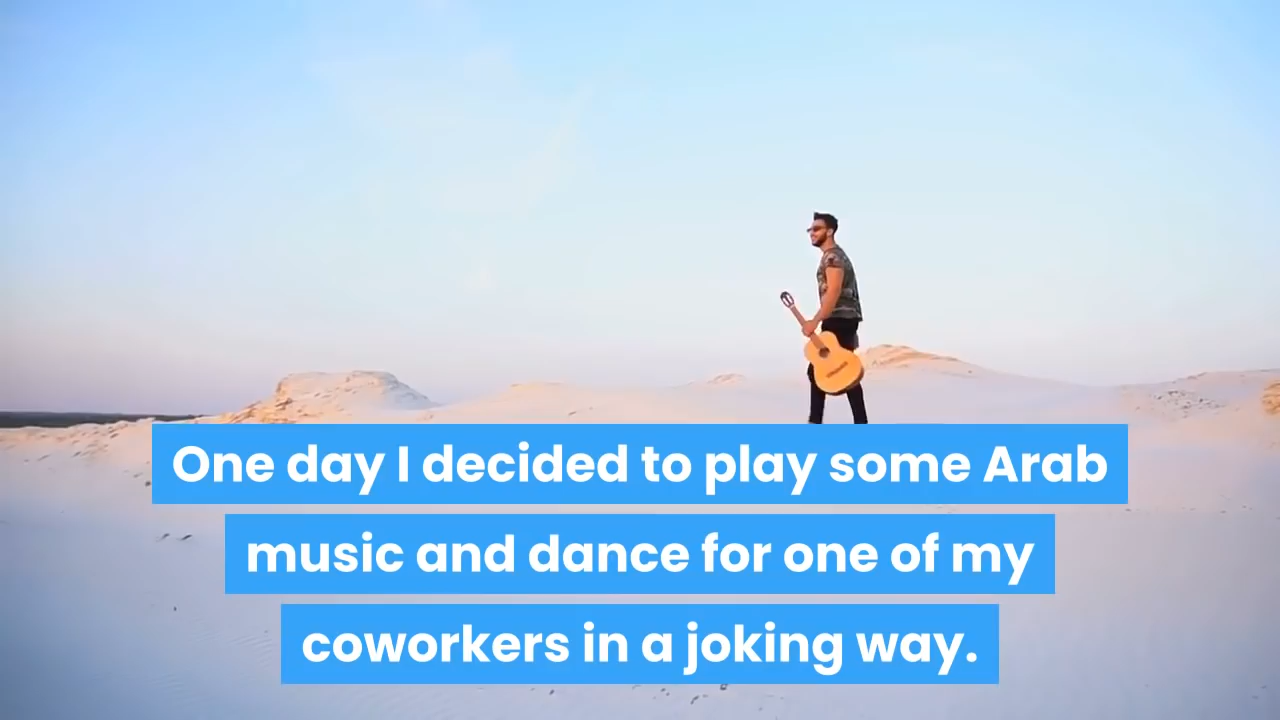 One day I decided to play some Arab
music and dance for one of my
coworkers in a joking way.